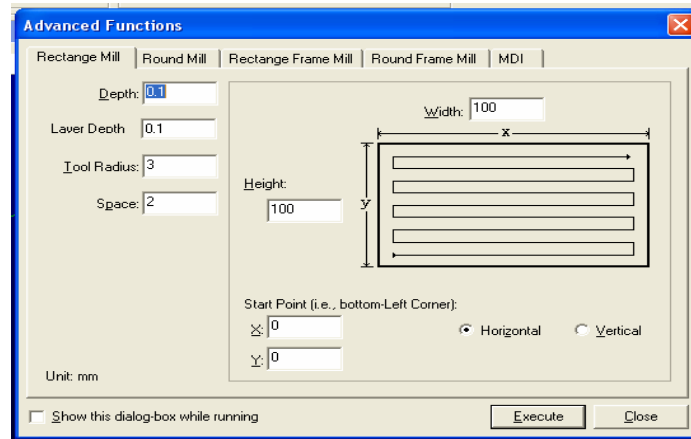 Advanced Functions
Rectange Mill Round Mill Rectange Frame Mill Round Frame Mill MDI
Depth: 0.1
Layer Depth 0.1
Tool Radius: 3
Space: 2
Width: 100
x
Height:
100
y
Start Point (i.e., bottom-Left Corner):
X: 0
Horizontal Vertical
Y: 0
Unit: mm
Show this dialog-box while running Execute Close